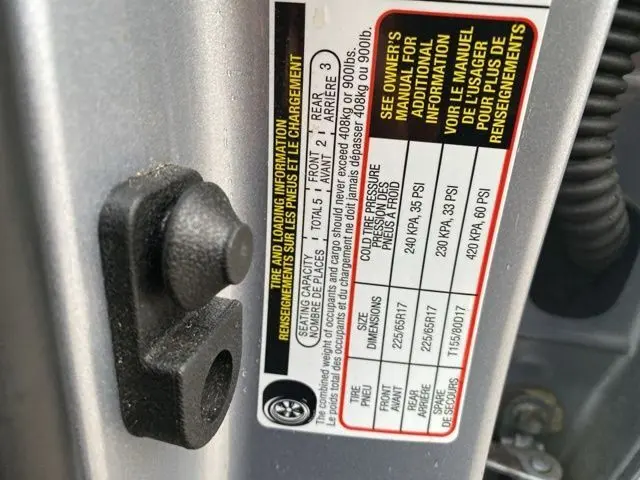 TIRE AND LOADING INFORMATION
RENSEIGNEMENTS SUR LES PNEUS ET LE CHARGEMENT
SEATING CAPACITY
NOMBRE DE PLACES
TOTAL 5
FRONT
AVANT 2
REAR
ARRIÈRE 3
The combined weight of occupants and cargo should never exceed 408kg or 900lbs.
Le poids total des occupants et du chargement ne doit jamais dépasser 408kg ou 900lb.
TIRE
PNEU
SIZE
DIMENSIONS
COLD TIRE PRESSURE
PRESSION DES
PNEUS A FROID
FRONT
AVANT
225/65R17
240 KPA, 35 PSI
REAR
ARRIERE
225/65R17
230 KPA, 33 PSI
SPARE
DE SECOURS
T155/80D17
420 KPA, 60 PSI
SEE OWNER'S
MANUAL FOR
ADDITIONAL
INFORMATION
VOIR LE MANUEL
DE L'USAGER
POUR PLUS DE
RENSEIGNEMENTS